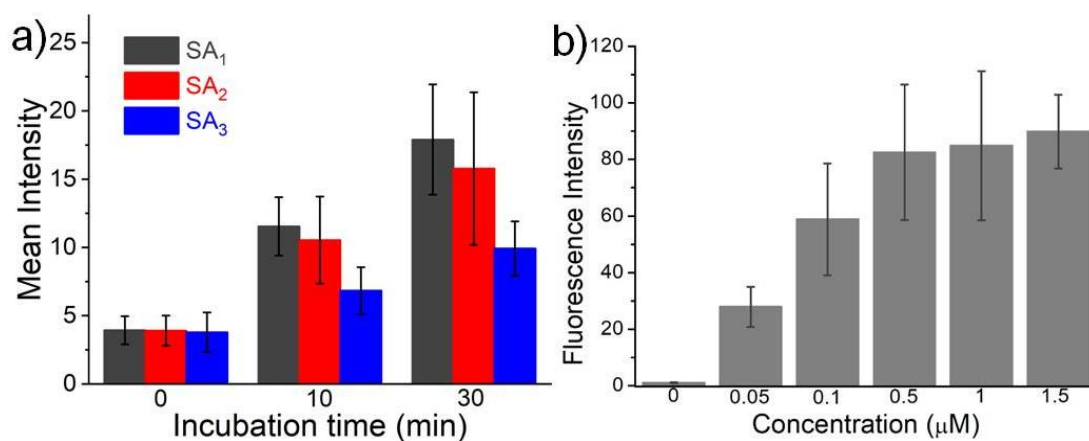 a)
25
20
15
10
5
0
Mean Intensity
SA₁
SA₂
SA₃
0 10 30
Incubation time (min)
b)
120
100
80
60
40
20
0
Fluorescence Intensity
0 0.05 0.1 0.5 1 1.5
Concentration (μM)